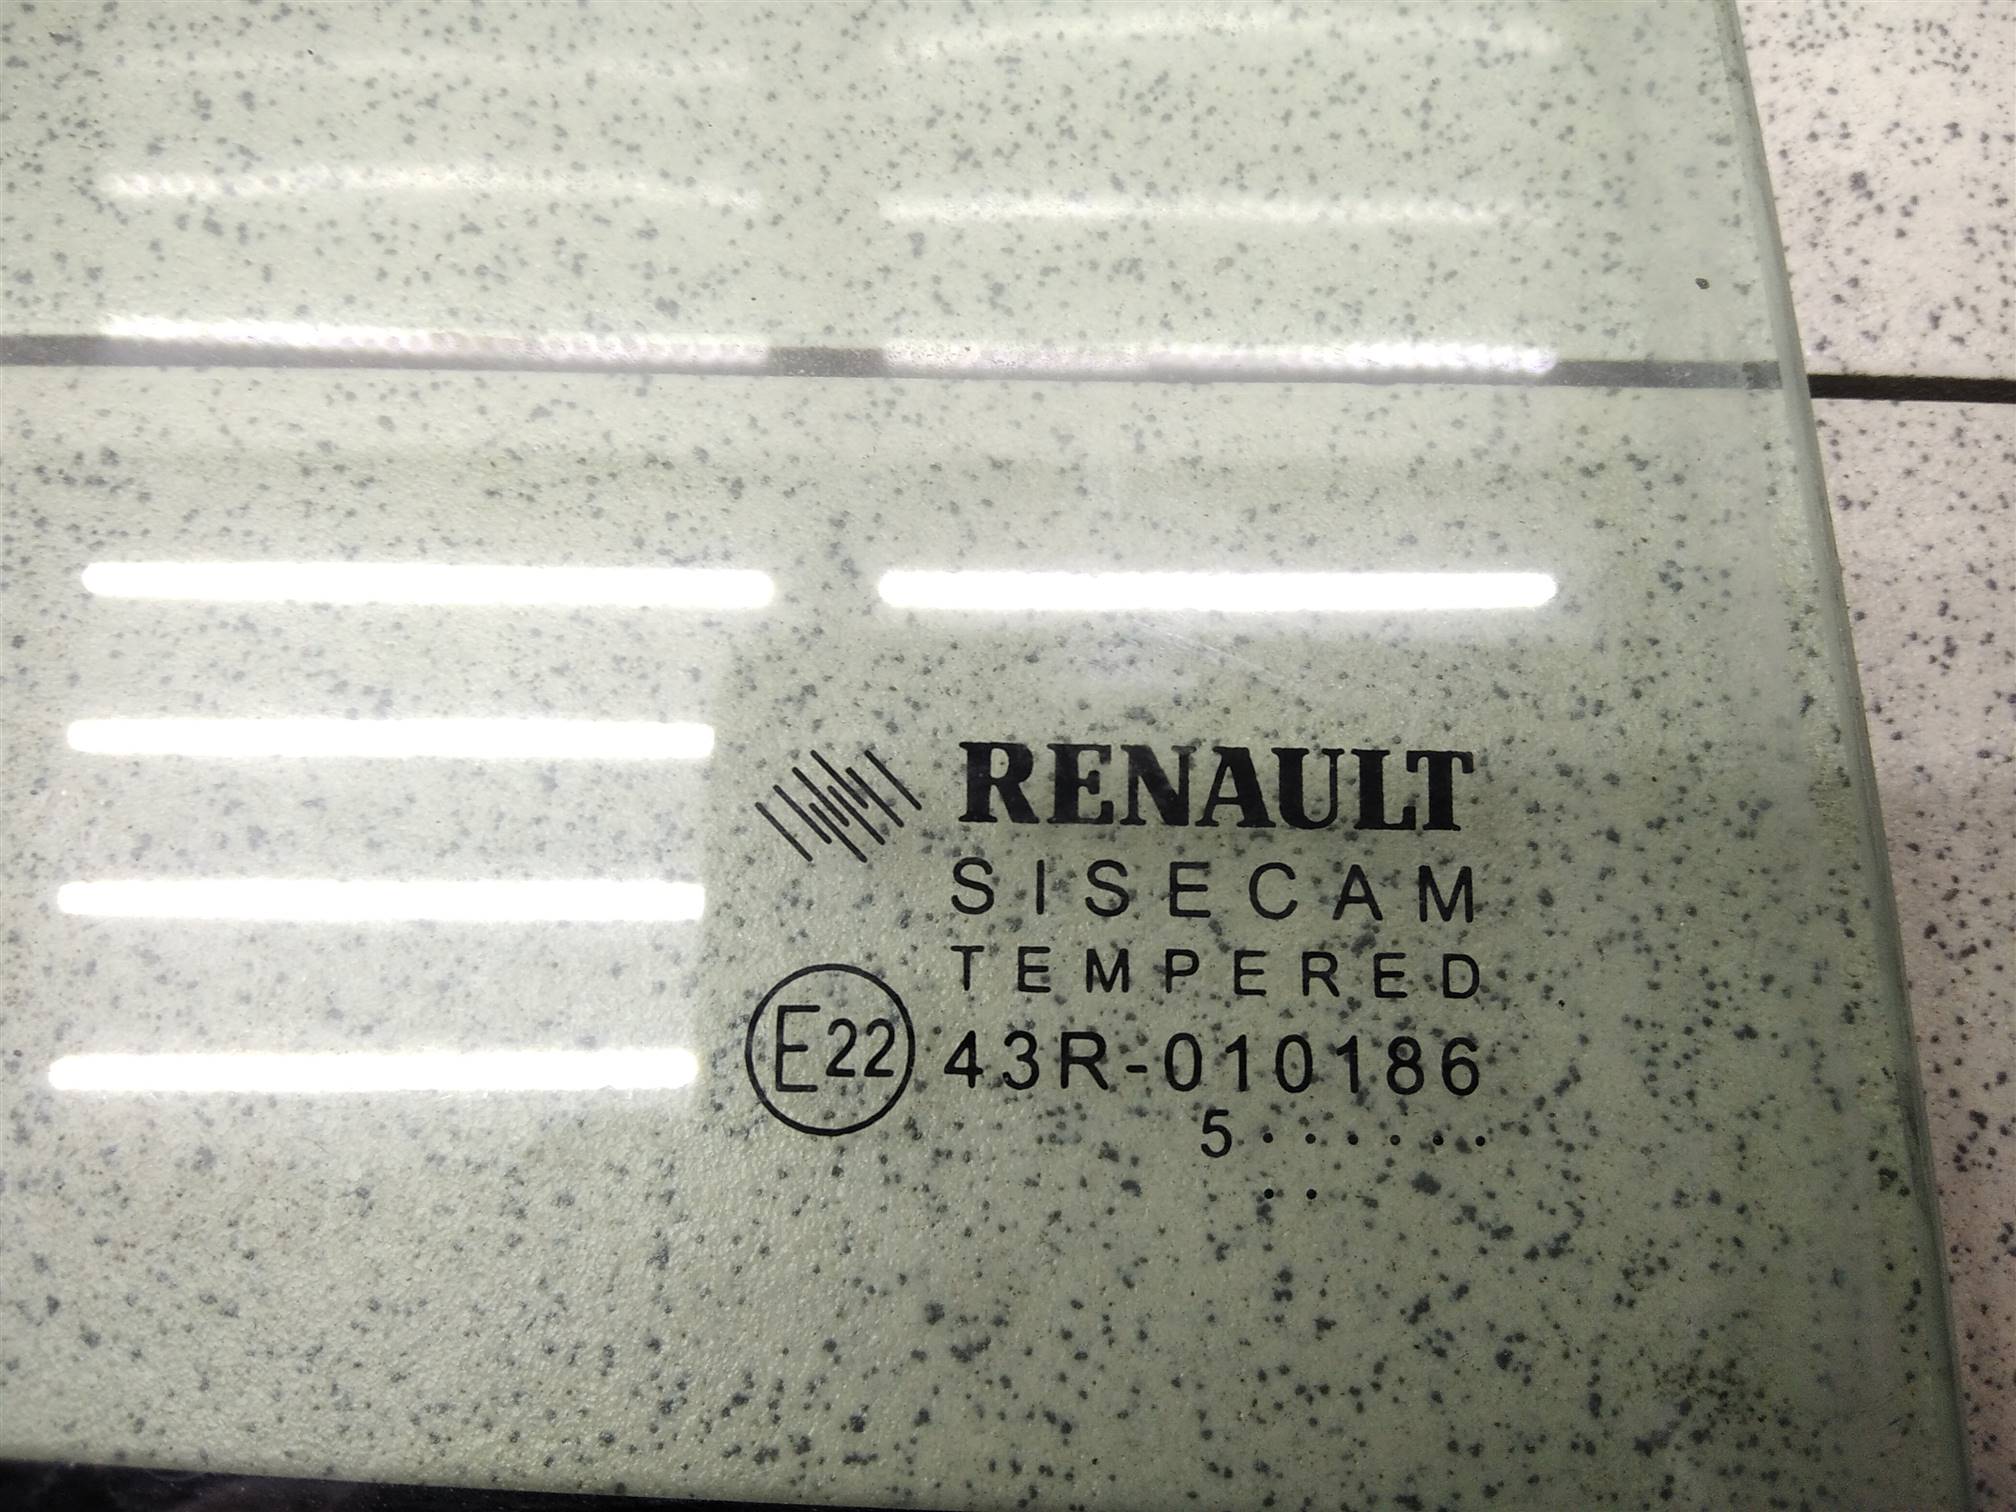 RENAULT
SISECAM
TEMPERED
E22 43R-010186
5 . . . . . .
. .